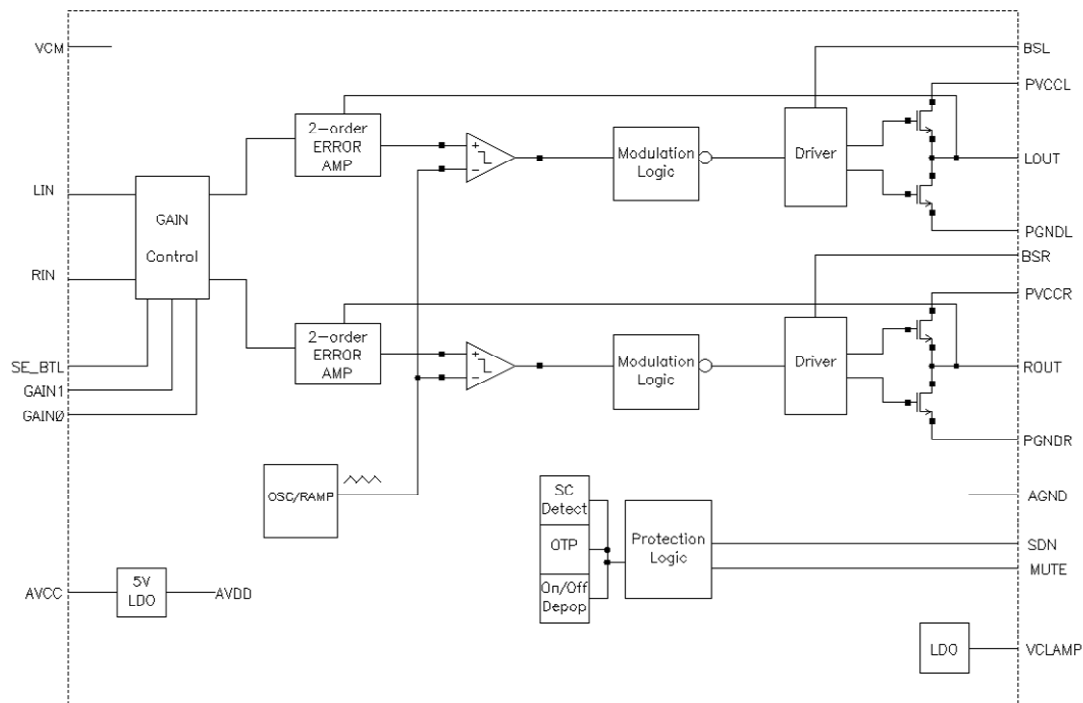 VCM
BSL
PVCCL
2-order
ERROR
AMP
+
-
Modulation
Logic
Driver
LOUT
LIN
GAIN
Control
PGNDL
BSR
RIN
PVCCR
2-order
ERROR
AMP
+
-
Modulation
Logic
Driver
SE_BTL
ROUT
GAIN1
GAIN0
PGNDR
OSC/RAMP
SC
Detect
AGND
OTP
Protection
Logic
SDN
MUTE
On/Off
Depop
AVCC
5V
LDO
AVDD
LDO
VCLAMP